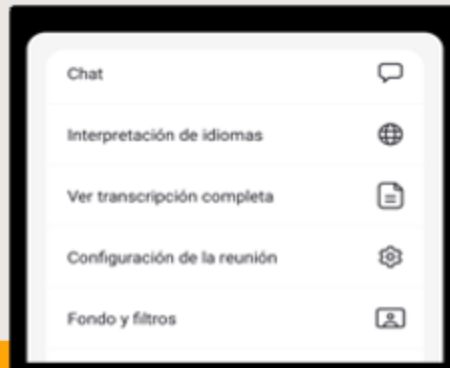 Chat
Interpretación de idiomas
Ver transcripción completa
Configuración de la reunión
Fondo y filtros